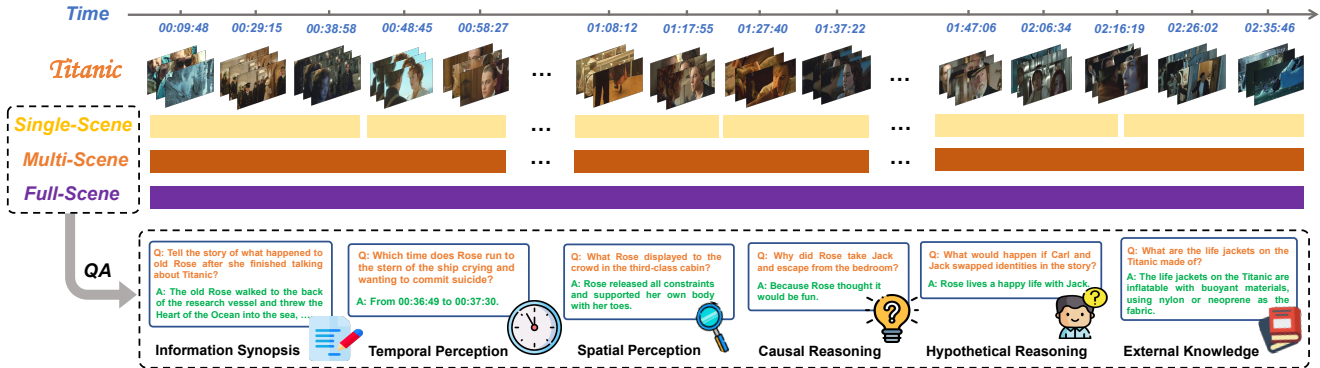 Time
00:09:48 00:29:15 00:38:58 00:48:45 00:58:27 01:08:12 01:17:55 01:27:40 01:37:22 01:47:06 02:06:34 02:16:19 02:26:02 02:35:46
Titanic ... ...
Single-Scene ... ...
Multi-Scene ... ...
Full-Scene
QA
Q: Tell the story of what happened to
old Rose after she finished talking
about Titanic?
A: The old Rose walked to the back
of the research vessel and threw the
Heart of the Ocean into the sea, ....
Information Synopsis
Q: Which time does Rose run to
the stern of the ship crying and
wanting to commit suicide?
A: From 00:36:49 to 00:37:30.
Temporal Perception
Q: What Rose displayed to the
crowd in the third-class cabin?
A: Rose released all constraints
and supported her own body
with her toes.
Spatial Perception
Q: Why did Rose take Jack
and escape from the bedroom?
A: Because Rose thought it
would be fun.
Causal Reasoning
Q: What would happen if Carl and
Jack swapped identities in the story?
A: Rose lives a happy life with Jack.
Hypothetical Reasoning
Q: What are the life jackets on the
Titanic made of?
A: The life jackets on the Titanic are
inflatable with buoyant materials,
using nylon or neoprene as the
fabric.
External Knowledge